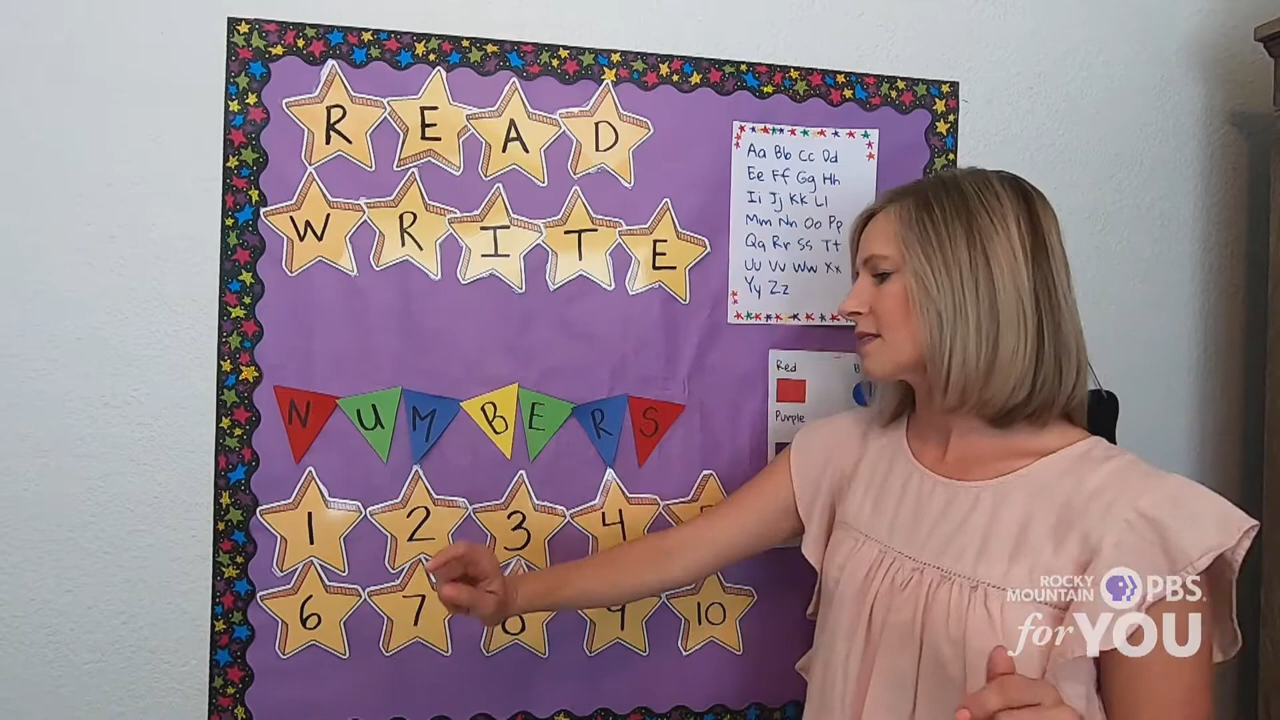 READ
WRITE
NUMBERS
1 2 3 4 5
6 7 8 9 10
Aa Bb Cc Dd
Ee Ff Gg Hh
Ii Jj Kk Ll
Mm Nn Oo Pp
Qq Rr Ss Tt
Uu Vv Ww Xx
Yy Zz
Red
Purple
ROCKY
MOUNTAIN PBS
for YOU